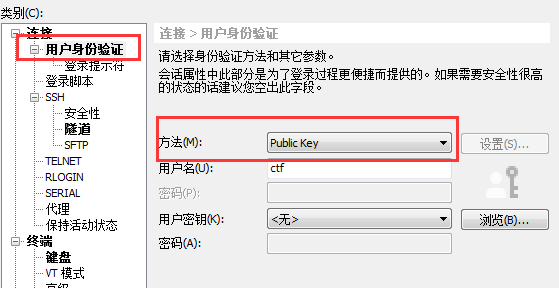 类别(C):
连接
用户身份验证
登录提示符
登录脚本
SSH
安全性
隧道
SFTP
TELNET
RLOGIN
SERIAL
代理
保持活动状态
终端
键盘
VT 模式
高级
连接 > 用户身份验证
请选择身份验证方法和其它参数。
会话属性中此部分是为了登录过程更便捷而提供的。如果需要安全性很高
的状态的话建议您空出此字段。
方法(M):
Public Key
设置(S)...
用户名(U):
ctf
密码(P):
用户密钥(K):
<无>
浏览(B)...
密码(A):